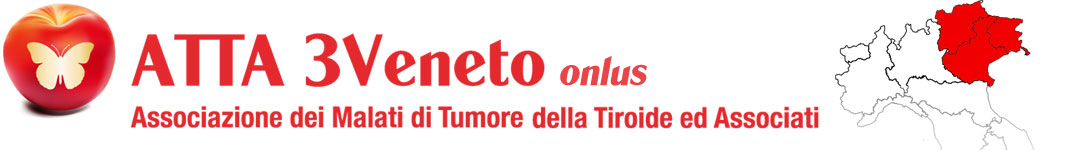 ATTA 3Veneto onlus
Associazione dei Malati di Tumore della Tiroide ed Associati